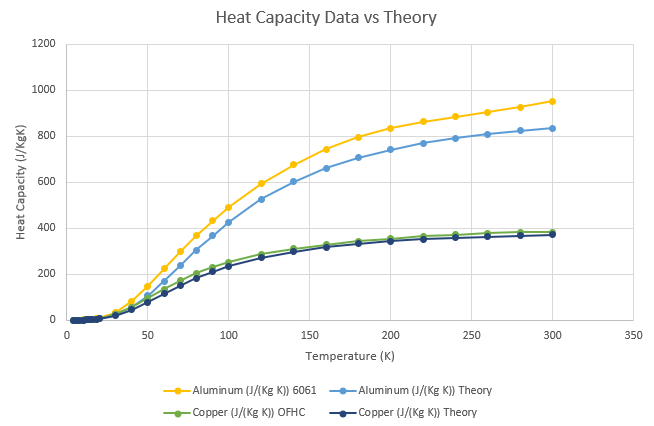 Heat Capacity Data vs Theory
1200
1000
800
600
400
200
0
Heat Capacity (J/KgK)
0 50 100 150 200 250 300 350
Temperature (K)
Aluminum (J/(Kg K)) 6061 Aluminum (J/(Kg K)) Theory
Copper (J/(Kg K)) OFHC Copper (J/(Kg K)) Theory